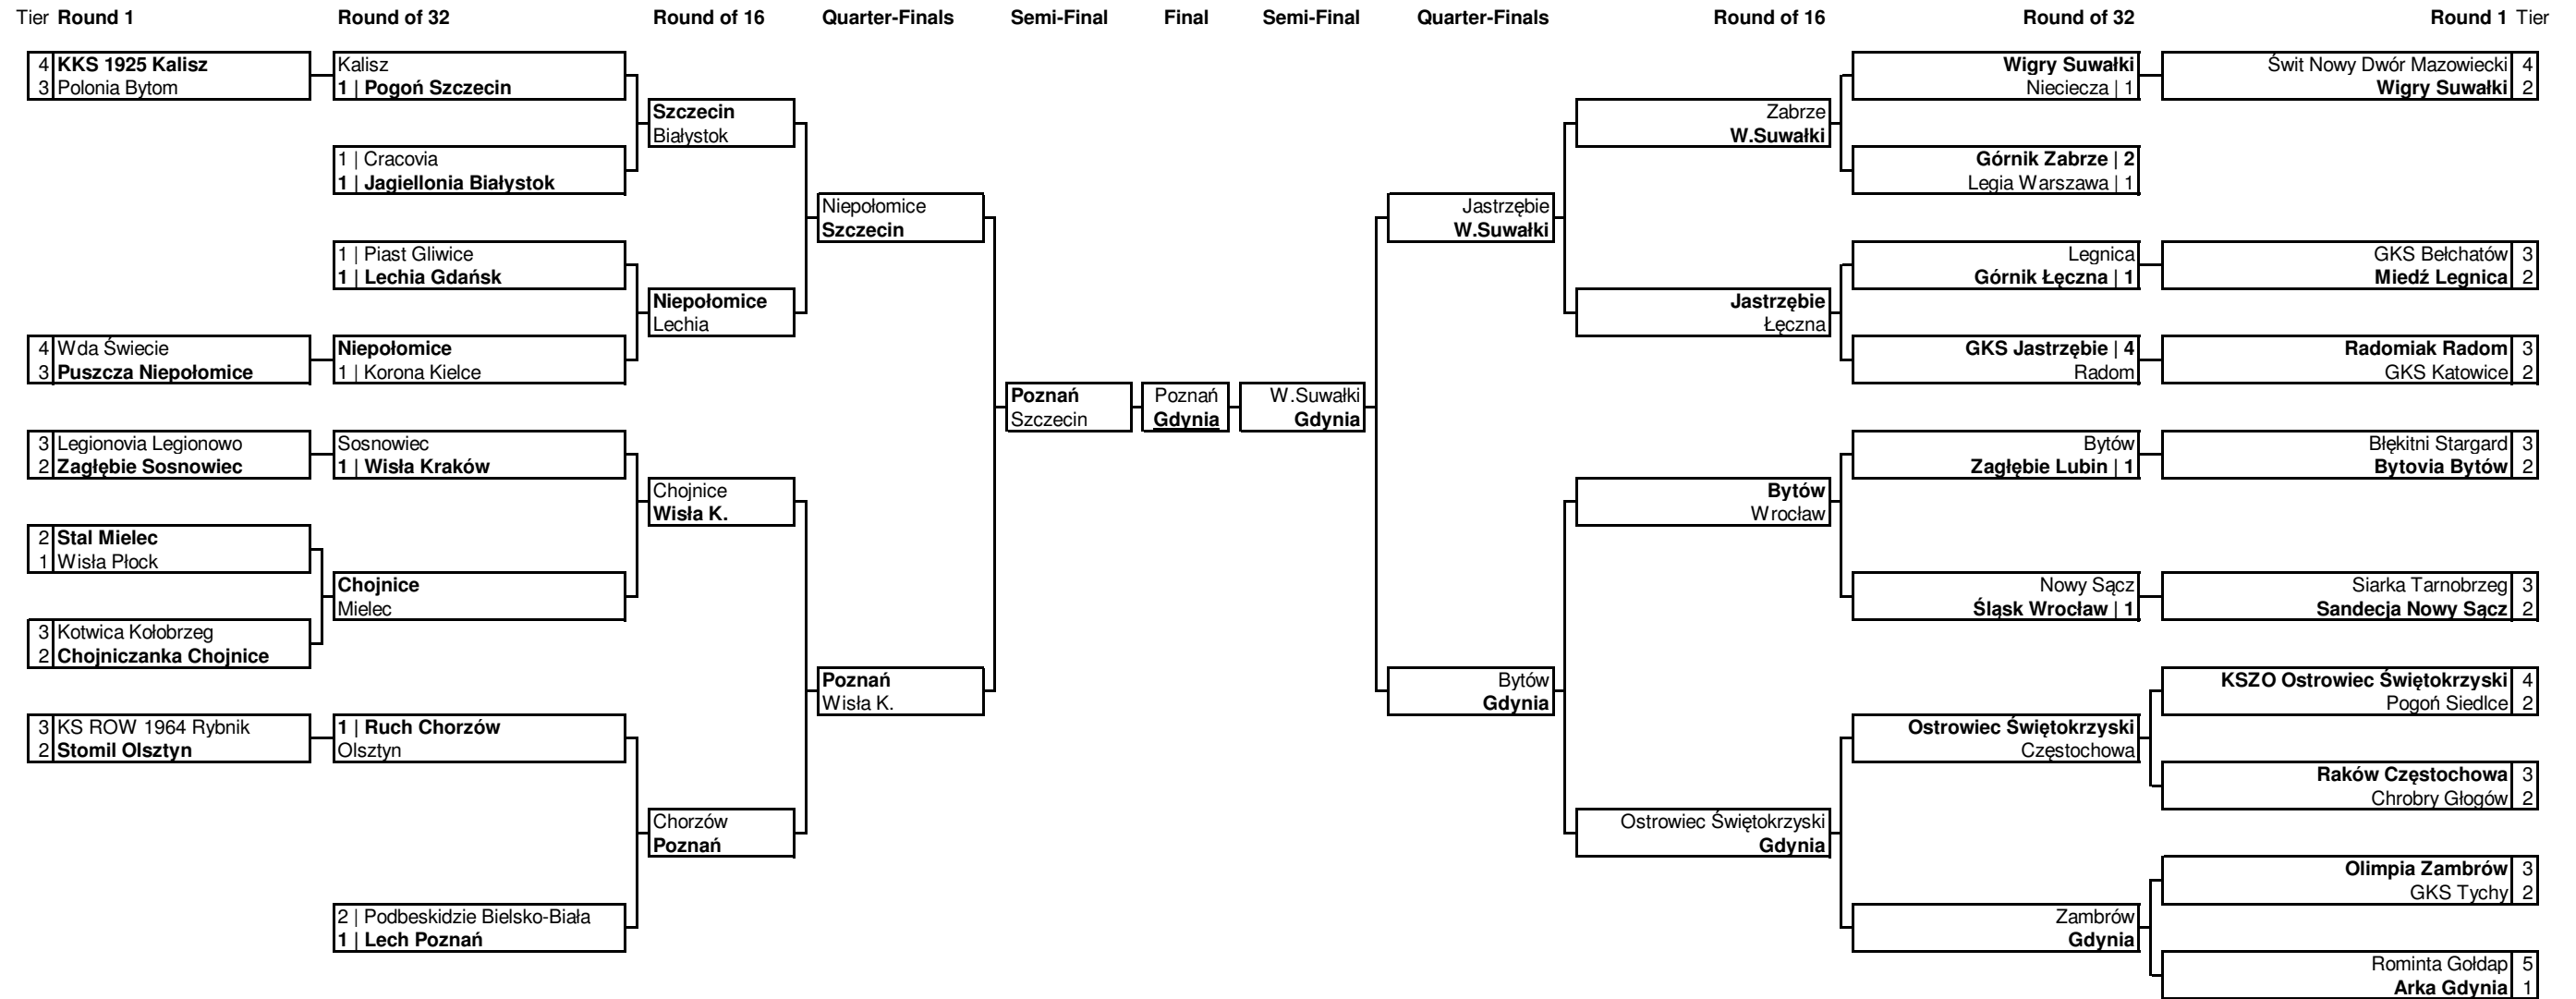 Tier Round 1 Round of 32 Round of 16 Quarter-Finals Semi-Final Final Semi-Final Quarter-Finals Round of 16 Round of 32 Round 1 Tier
4 KKS 1925 Kalisz
3 Polonia Bytom
4 Wda Świecie
3 Puszcza Niepołomice
3 Legionovia Legionowo
2 Zagłębie Sosnowiec
2 Stal Mielec
1 Wisła Płock
3 Kotwica Kołobrzeg
2 Chojniczanka Chojnice
3 KS ROW 1964 Rybnik
2 Stomil Olsztyn
Kalisz
1 | Pogoń Szczecin
1 | Cracovia
1 | Jagiellonia Białystok
1 | Piast Gliwice
1 | Lechia Gdańsk
Niepołomice
1 | Korona Kielce
Sosnowiec
1 | Wisła Kraków
Chojnice
Mielec
1 | Ruch Chorzów
Olsztyn
2 | Podbeskidzie Bielsko-Biała
1 | Lech Poznań
Szczecin
Białystok
Niepołomice
Lechia
Chojnice
Wisła K.
Chorzów
Poznań
Niepołomice
Szczecin
Poznań
Wisła K.
Poznań
Szczecin
Poznań
Gdynia
W.Suwałki
Gdynia
Jastrzębie
W.Suwałki
Bytów
Gdynia
Zabrze
W.Suwałki
Jastrzębie
Łęczna
Bytów
Wrocław
Ostrowiec Świętokrzyski
Gdynia
Wigry Suwałki
Nieciecza | 1
Górnik Zabrze | 2
Legia Warszawa | 1
Legnica
Górnik Łęczna | 1
GKS Jastrzębie | 4
Radom
Bytów
Zagłębie Lubin | 1
Nowy Sącz
Śląsk Wrocław | 1
Ostrowiec Świętokrzyski
Częstochowa
Zambrów
Gdynia
Świt Nowy Dwór Mazowiecki 4
Wigry Suwałki 2
GKS Bełchatów 3
Miedź Legnica 2
Radomiak Radom 3
GKS Katowice 2
Błękitni Stargard 3
Bytovia Bytów 2
Siarka Tarnobrzeg 3
Sandecja Nowy Sącz 2
KSZO Ostrowiec Świętokrzyski 4
Pogoń Siedlce 2
Raków Częstochowa 3
Chrobry Głogów 2
Olimpia Zambrów 3
GKS Tychy 2
Rominta Gołdap 5
Arka Gdynia 1